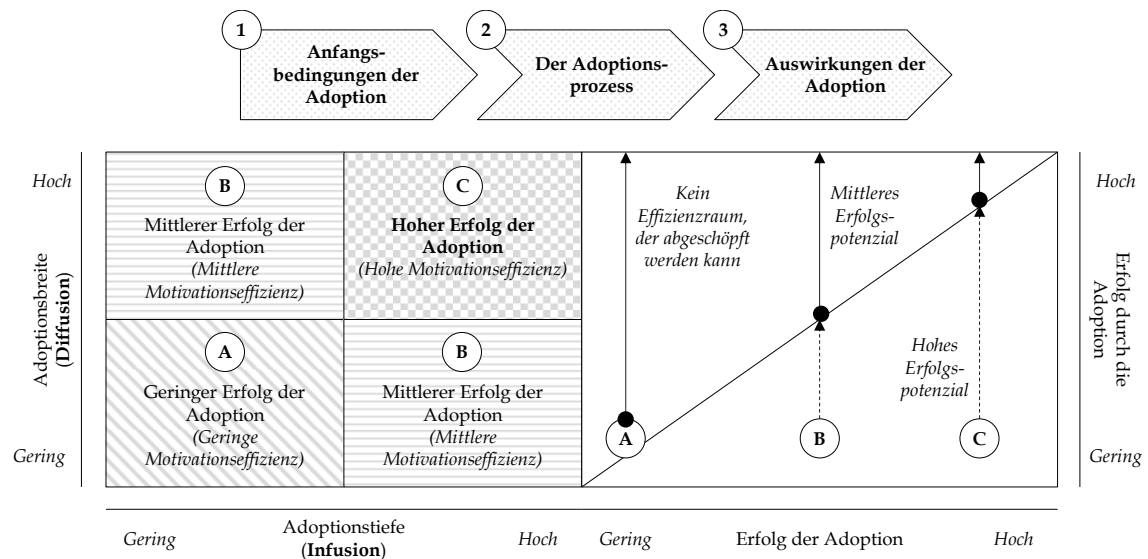 1
Anfangs-
bedingungen der
Adoption
2
Der Adoptions-
prozess
3
Auswirkungen der
Adoption
Hoch
Adoptionsbreite
(Diffusion)
Gering
B
Mittlerer Erfolg der
Adoption
(Mittlere
Motivationseffizienz)
C
Hoher Erfolg der
Adoption
(Hohe Motivationseffizienz)
A
Geringer Erfolg der
Adoption
(Geringe
Motivationseffizienz)
B
Mittlerer Erfolg der
Adoption
(Mittlere
Motivationseffizienz)
Kein
Effizienzraum,
der abgeschöpft
werden kann
Mittleres
Erfolgs-
potenzial
Hohes
Erfolgs-
potenzial
A
B
C
Hoch
Erfolg durch die
Adoption
Gering
Gering
Adoptionstiefe
(Infusion)
Hoch
Gering
Erfolg der Adoption
Hoch